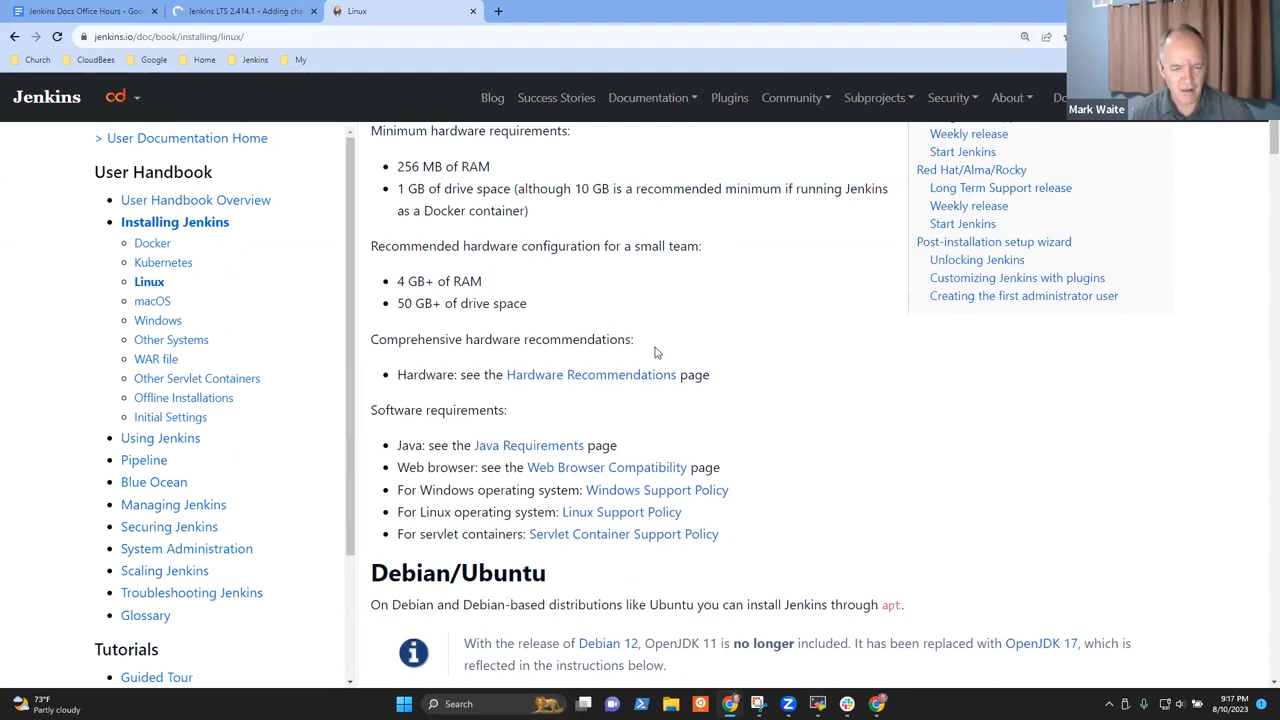 Jenkins Docs Office Hours - Goo
Jenkins LTS 2.414.1 - Adding cha
Linux
jenkins.io/doc/book/installing/linux/
Church
CloudBees
Google
Home
Jenkins
My
Mark Waite
Jenkins
cd
Blog
Success Stories
Documentation
Plugins
Community
Subprojects
Security
About
Do
> User Documentation Home
User Handbook
User Handbook Overview
Installing Jenkins
Docker
Kubernetes
Linux
macOS
Windows
Other Systems
WAR file
Other Servlet Containers
Offline Installations
Initial Settings
Using Jenkins
Pipeline
Blue Ocean
Managing Jenkins
Securing Jenkins
System Administration
Scaling Jenkins
Troubleshooting Jenkins
Glossary
Tutorials
Guided Tour
Minimum hardware requirements:
256 MB of RAM
1 GB of drive space (although 10 GB is a recommended minimum if running Jenkins
as a Docker container)
Recommended hardware configuration for a small team:
4 GB+ of RAM
50 GB+ of drive space
Comprehensive hardware recommendations:
Hardware: see the Hardware Recommendations page
Software requirements:
Java: see the Java Requirements page
Web browser: see the Web Browser Compatibility page
For Windows operating system: Windows Support Policy
For Linux operating system: Linux Support Policy
For servlet containers: Servlet Container Support Policy
Debian/Ubuntu
On Debian and Debian-based distributions like Ubuntu you can install Jenkins through apt.
With the release of Debian 12, OpenJDK 11 is no longer included. It has been replaced with OpenJDK 17, which is
reflected in the instructions below.
Weekly release
Start Jenkins
Red Hat/Alma/Rocky
Long Term Support release
Weekly release
Start Jenkins
Post-installation setup wizard
Unlocking Jenkins
Customizing Jenkins with plugins
Creating the first administrator user
73°F
Partly cloudy
Search
9:17 PM
8/10/2023